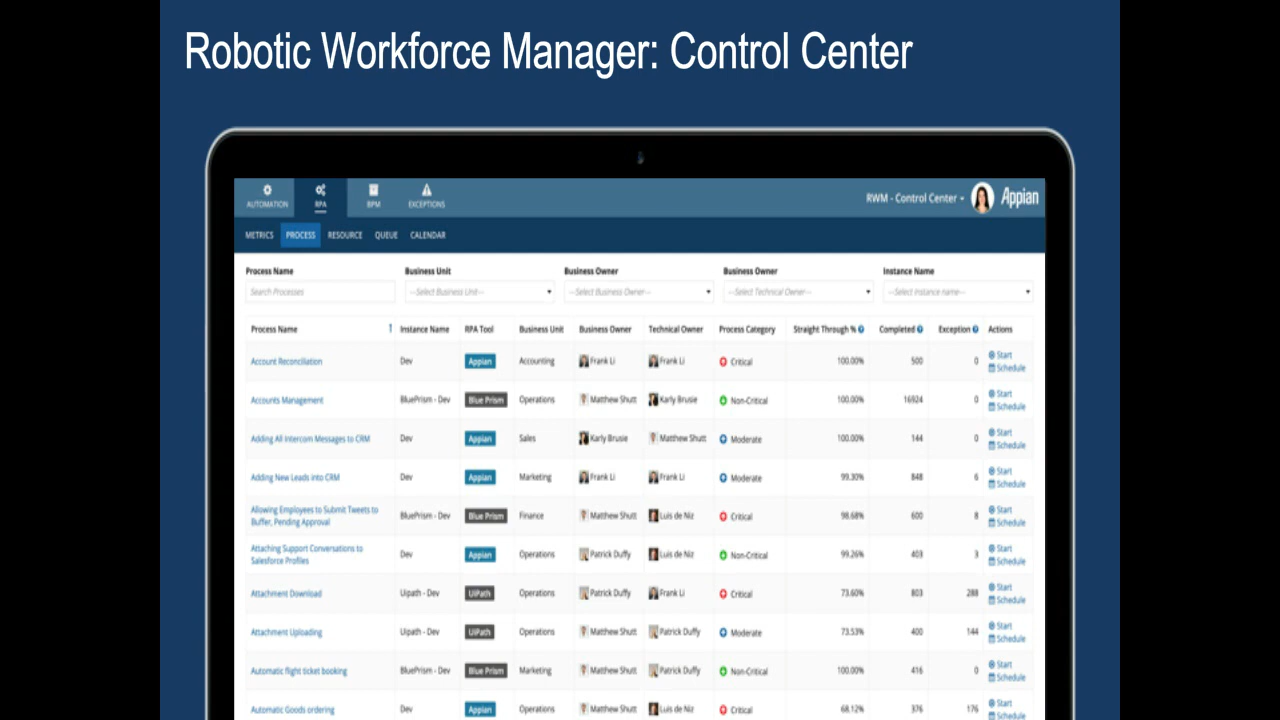 Robotic Workforce Manager: Control Center
AUTOMATION RPA BPM EXCEPTIONS RWM - Control Center Appian
METRICS PROCESS RESOURCE QUEUE CALENDAR
Process Name Business Unit Business Owner Business Owner Instance Name
Search Processes ---Select Business Unit--- ---Select Business Owner--- ---Select Technical Owner--- ---Select instance name---
Process Name Instance Name RPA Tool Business Unit Business Owner Technical Owner Process Category Straight Through % Completed Exception Actions
Account Reconciliation Dev Appian Accounting Frank Li Frank Li Critical 100.00% 500 0 Start
Schedule
Accounts Management BluePrism - Dev Blue Prism Operations Matthew Shutt Karly Brusie Non-Critical 100.00% 16924 0 Start
Schedule
Adding All Intercom Messages to CRM Dev Appian Sales Karly Brusie Matthew Shutt Moderate 100.00% 144 0 Start
Schedule
Adding New Leads into CRM Dev Appian Marketing Frank Li Frank Li Moderate 99.30% 848 6 Start
Schedule
Allowing Employees to Submit Tweets to
Buffer, Pending Approval BluePrism - Dev Blue Prism Finance Matthew Shutt Luis de Niz Critical 98.68% 600 8 Start
Schedule
Attaching Support Conversations to
Salesforce Profiles Dev Appian Operations Patrick Duffy Luis de Niz Non-Critical 99.26% 403 3 Start
Schedule
Attachment Download Uipath - Dev UiPath Operations Patrick Duffy Frank Li Critical 73.60% 803 288 Start
Schedule
Attachment Uploading Uipath - Dev UiPath Operations Matthew Shutt Patrick Duffy Moderate 73.53% 400 144 Start
Schedule
Automatic flight ticket booking BluePrism - Dev Blue Prism Marketing Matthew Shutt Patrick Duffy Non-Critical 100.00% 416 0 Start
Schedule
Automatic Goods ordering Dev Appian Operations Matthew Shutt Luis de Niz Critical 68.12% 376 176 Start
Schedule